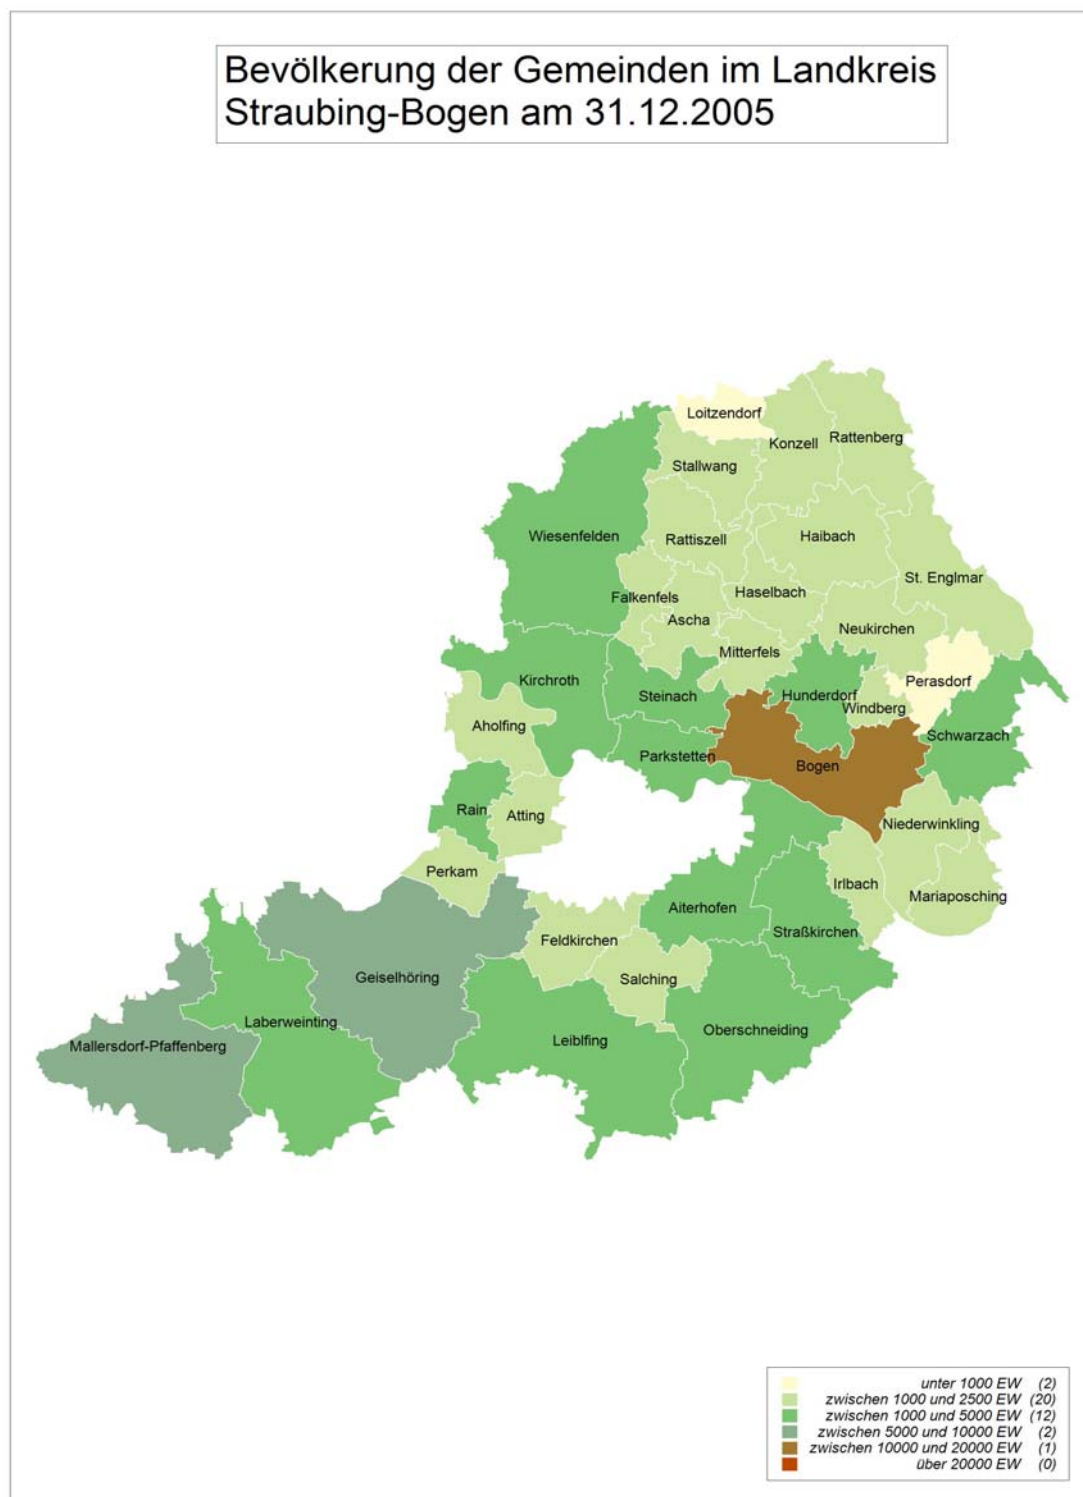 Bevölkerung der Gemeinden im Landkreis
Straubing-Bogen am 31.12.2005
Loitzendorf
Konzell
Rattenberg
Stallwang
Wiesenfelden
Rattiszell
Haibach
St. Englmar
Falkenfels
Haselbach
Ascha
Neukirchen
Mitterfels
Kirchroth
Steinach
Hunderdorf
Perasdorf
Windberg
Aholfing
Schwarzach
Parkstetten
Bogen
Rain
Atting
Niederwinkling
Perkam
Irlbach
Mariaposching
Aiterhofen
Straßkirchen
Feldkirchen
Geiselhöring
Salching
Laberweinting
Oberschneiding
Leiblfing
Mallersdorf-Pfaffenberg
unter 1000 EW (2)
zwischen 1000 und 2500 EW (20)
zwischen 1000 und 5000 EW (12)
zwischen 5000 und 10000 EW (2)
zwischen 10000 und 20000 EW (1)
über 20000 EW (0)